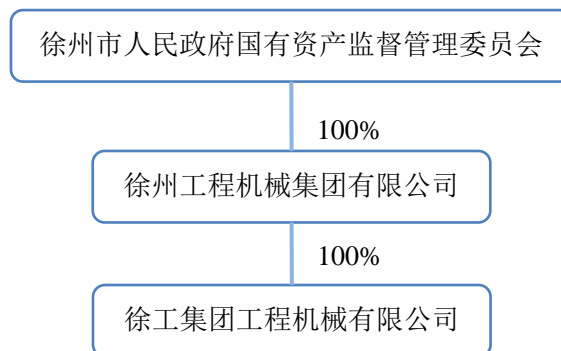 徐州市人民政府国有资产监督管理委员会
100%
徐州工程机械集团有限公司
100%
徐工集团工程机械有限公司